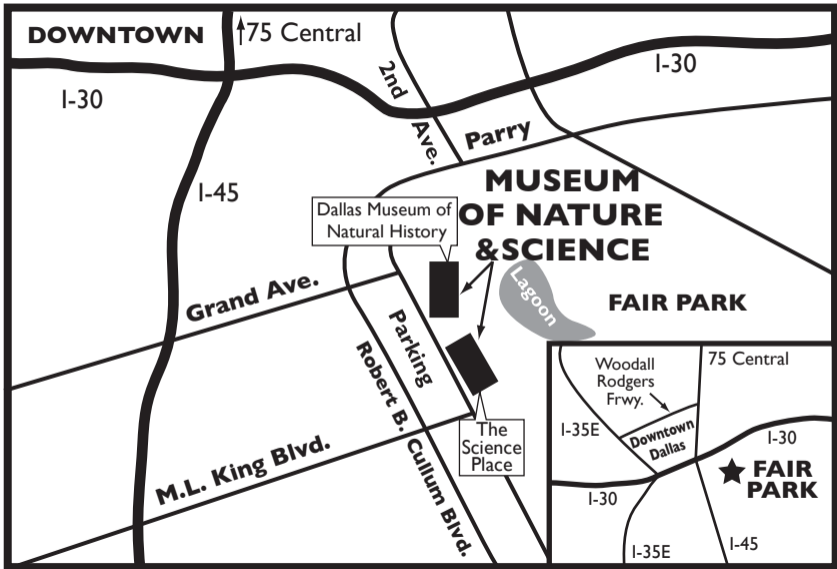 DOWNTOWN
75 Central
I-30
I-30
2nd
Ave.
Parry
I-45
MUSEUM
OF NATURE
&SCIENCE
Dallas Museum of
Natural History
Grand Ave.
Lagoon
FAIR PARK
Parking
Robert B. Cullum Blvd.
The
Science
Place
M.L. King Blvd.
Woodall
Rodgers
Frwy.
75 Central
I-35E
Downtown
Dallas
I-30
FAIR
PARK
I-30
I-35E
I-45